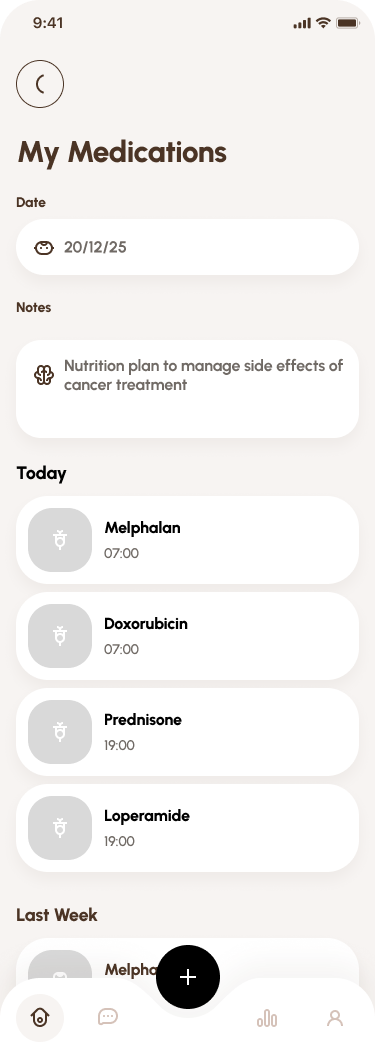 9:41
My Medications
Date
20/12/25
Notes
Nutrition plan to manage side effects of
cancer treatment
Today
Melphalan
07:00
Doxorubicin
07:00
Prednisone
19:00
Loperamide
19:00
Last Week
Melpha